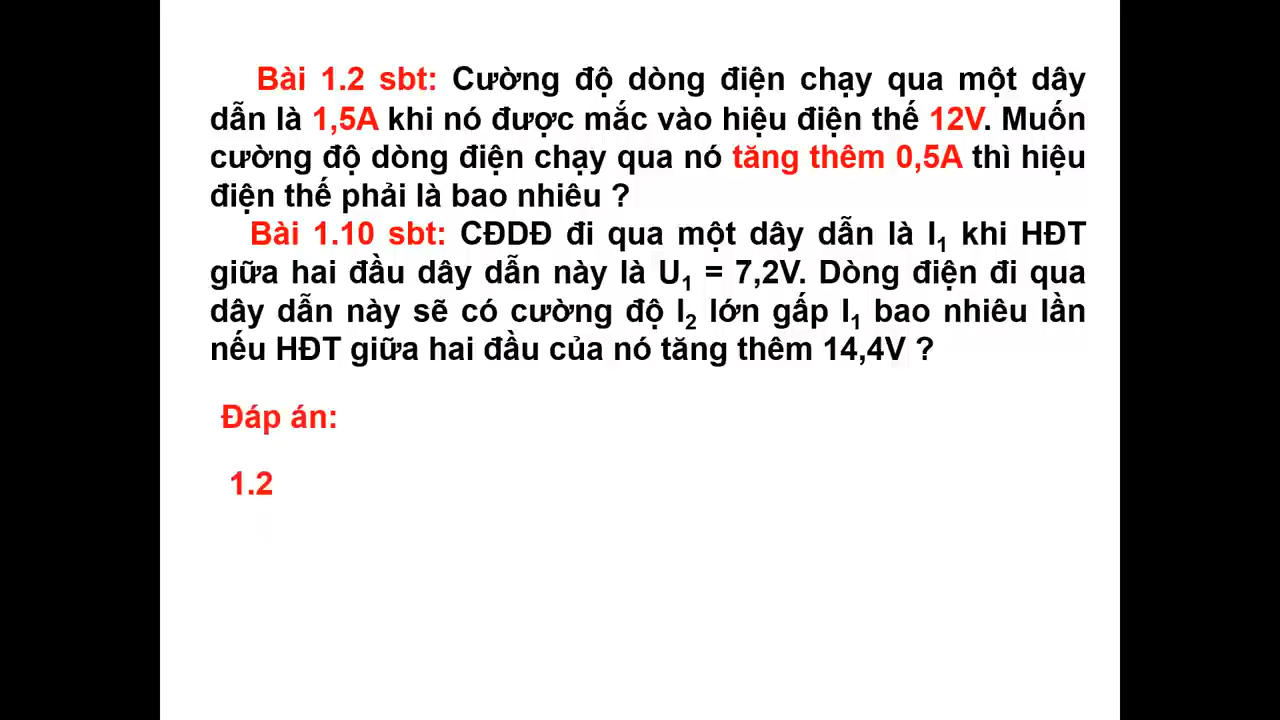 Bài 1.2 sbt: Cường độ dòng điện chạy qua một dây
dẫn là 1,5A khi nó được mắc vào hiệu điện thế 12V. Muốn
cường độ dòng điện chạy qua nó tăng thêm 0,5A thì hiệu
điện thế phải là bao nhiêu ?
Bài 1.10 sbt: CĐDĐ đi qua một dây dẫn là I₁ khi HĐT
giữa hai đầu dây dẫn này là U₁ = 7,2V. Dòng điện đi qua
dây dẫn này sẽ có cường độ I₂ lớn gấp I₁ bao nhiêu lần
nếu HĐT giữa hai đầu của nó tăng thêm 14,4V ?
Đáp án:
1.2